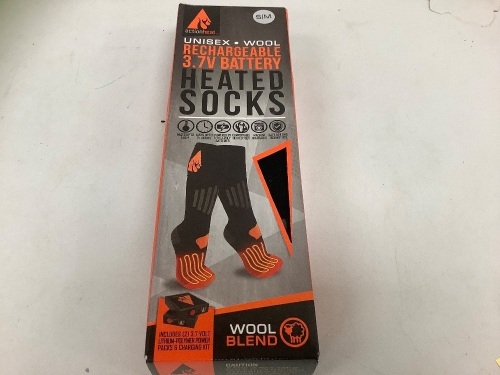 actionheat
S/M
UNISEX • WOOL
RECHARGEABLE
3.7V BATTERY
HEATED
SOCKS
INCLUDES (2) 3.7 VOLT
LITHIUM-POLYMER POWER
PACKS & CHARGING KIT
WOOL
BLEND
CAUTION